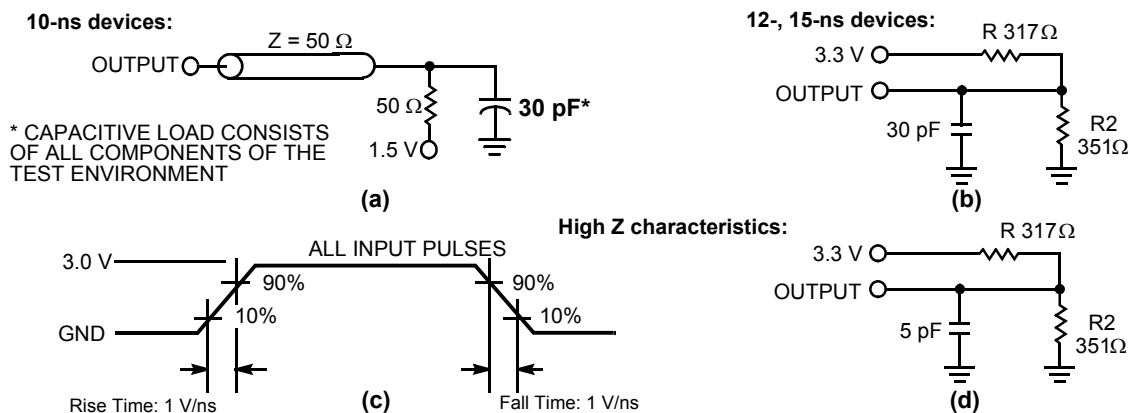 10-ns devices:
Z = 50 Ω
OUTPUT
50 Ω
30 pF*
1.5 V
* CAPACITIVE LOAD CONSISTS
OF ALL COMPONENTS OF THE
TEST ENVIRONMENT
(a)
12-, 15-ns devices:
R 317Ω
3.3 V
OUTPUT
30 pF
R2
351Ω
(b)
ALL INPUT PULSES
3.0 V
90%
10%
GND
90%
10%
Rise Time: 1 V/ns
(c)
Fall Time: 1 V/ns
High Z characteristics:
R 317Ω
3.3 V
OUTPUT
5 pF
R2
351Ω
(d)